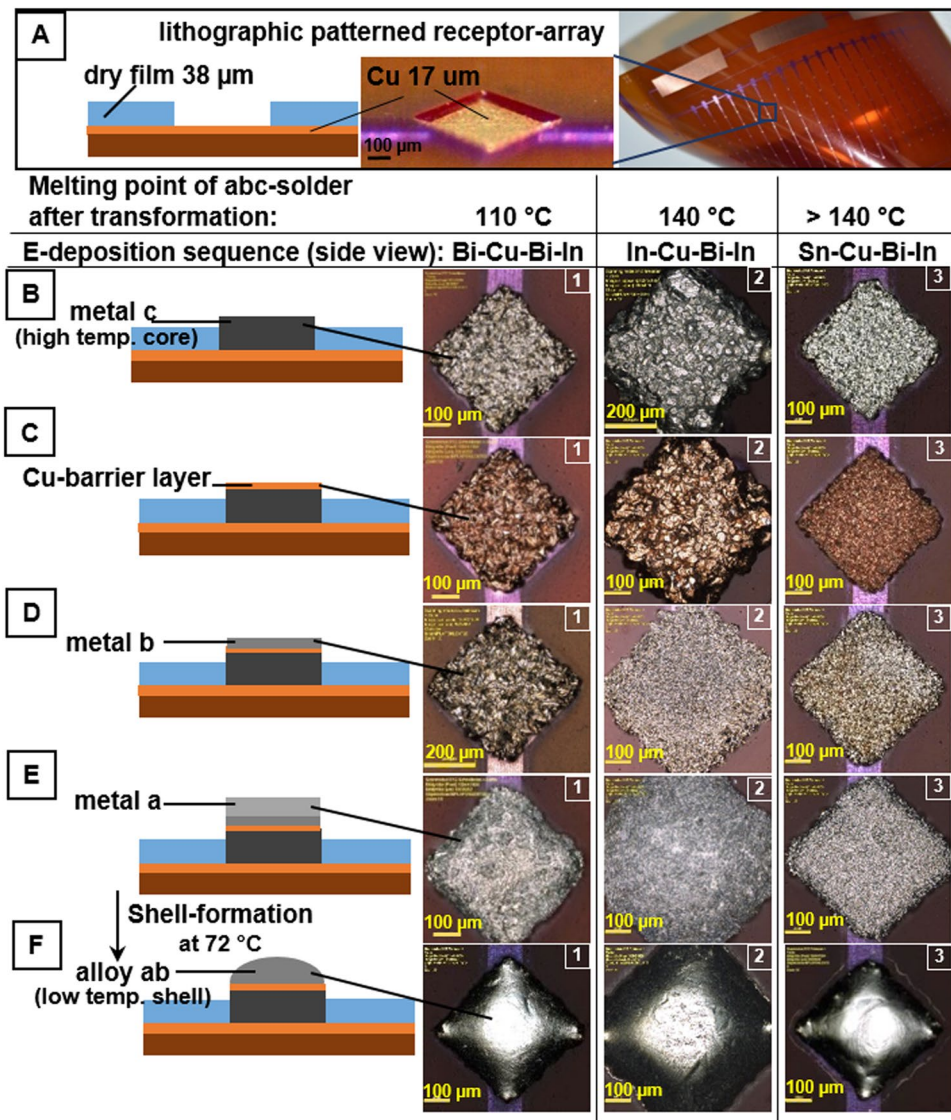 A
lithographic patterned receptor-array
dry film 38 µm
Cu 17 um
100 µm
Melting point of abc-solder
after transformation:
110 °C
140 °C
> 140 °C
E-deposition sequence (side view): Bi-Cu-Bi-In
In-Cu-Bi-In
Sn-Cu-Bi-In
B
metal c
(high temp. core)
1
100 µm
2
200 µm
3
100 µm
C
Cu-barrier layer
1
100 µm
2
100 µm
3
100 µm
D
metal b
1
200 µm
2
100 µm
3
100 µm
E
metal a
1
100 µm
2
100 µm
3
100 µm
Shell-formation
at 72 °C
F
alloy ab
(low temp. shell)
1
100 µm
2
100 µm
3
100 µm